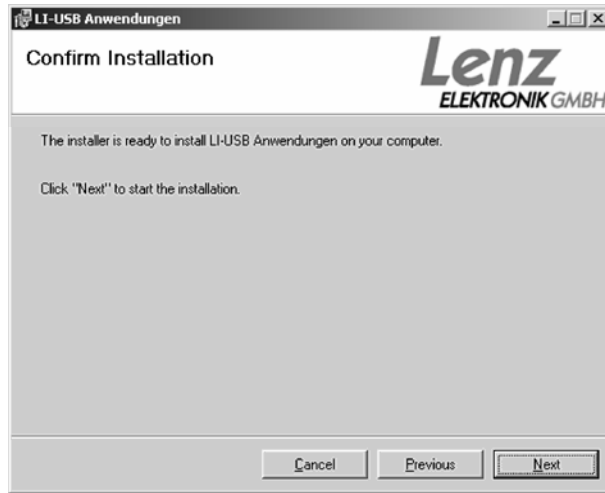 LI-USB Anwendungen
Confirm Installation
Lenz
ELEKTRONIK GMBH
The installer is ready to install LI-USB Anwendungen on your computer.
Click "Next" to start the installation.
Cancel
Previous
Next